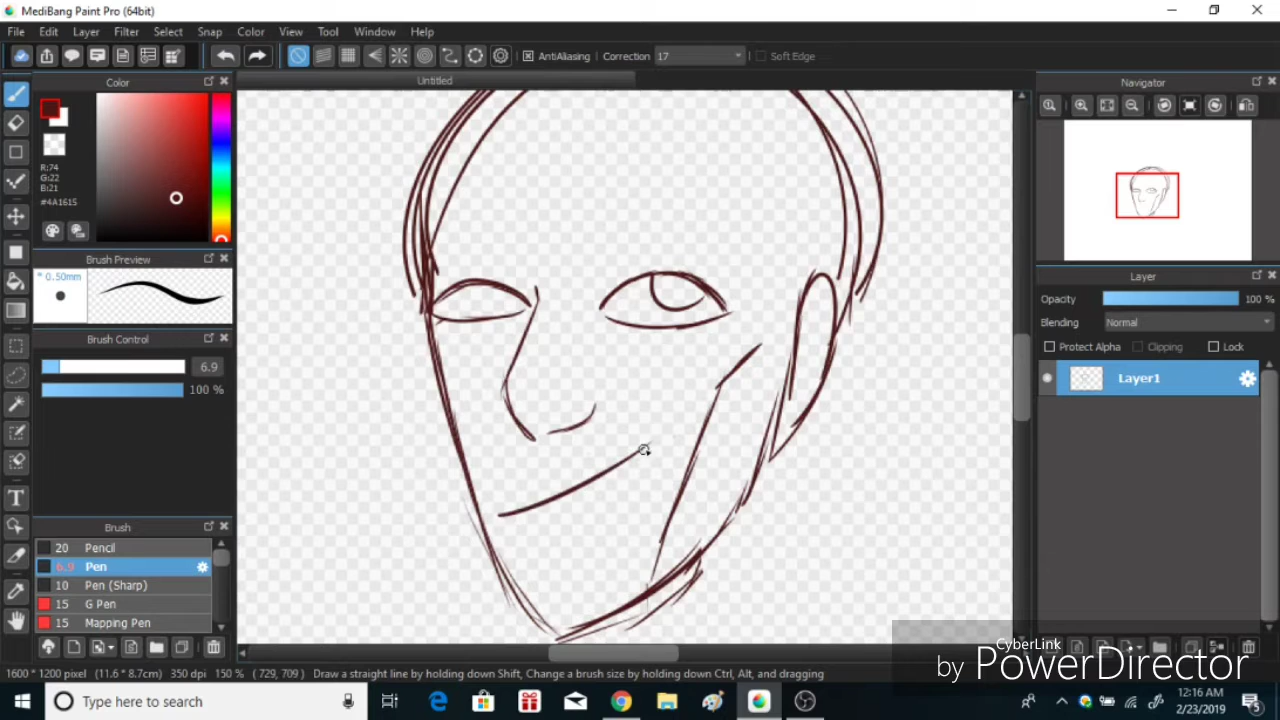 MediBang Paint Pro (64bit)
File Edit Layer Filter Select Snap Color View Tool Window Help
AntiAliasing Correction 17 Soft Edge
Color
Untitled
Navigator
R:74
G:22
B:21
#4A1615
Brush Preview
* 0.50mm
Layer
Opacity 100 %
Blending Normal
Brush Control
Protect Alpha Clipping Lock
6.9
Layer1
100 %
T
Brush
20 Pencil
6.9 Pen
10 Pen (Sharp)
15 G Pen
15 Mapping Pen
CyberLink
by PowerDirector
1600 * 1200 pixel (11.6 * 8.7cm) 350 dpi 150 % ( 729, 709 ) Draw a straight line by holding down Shift, Change a brush size by holding down Ctrl, Alt, and dragging
Type here to search
12:16 AM
2/23/2019
5